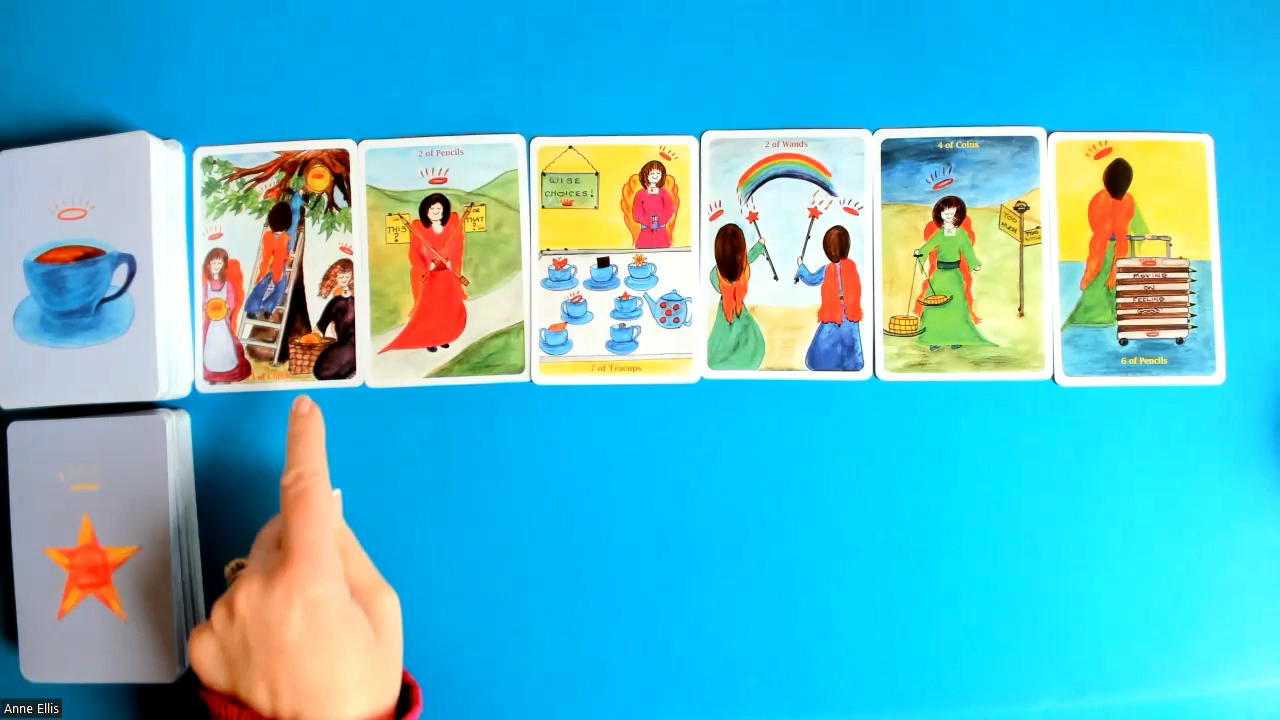 2 of Pencils
THIS
?
OR
THAT
?
WISE
CHOICES!
7 of Teacups
2 of Wands
4 of Coins
TOO
MUCH
TOO
LITTLE
MOVING
ON
FEELING
6 of Pencils
Anne Ellis